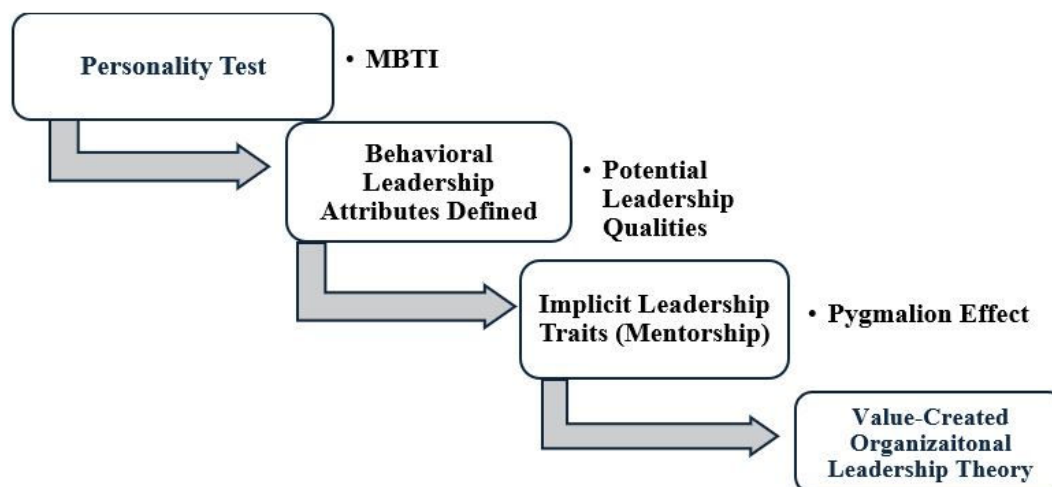 Personality Test
• MBTI
Behavioral
Leadership
Attributes Defined
• Potential
Leadership
Qualities
Implicit Leadership
Traits (Mentorship)
• Pygmalion Effect
Value-Created
Organizaitonal
Leadership Theory